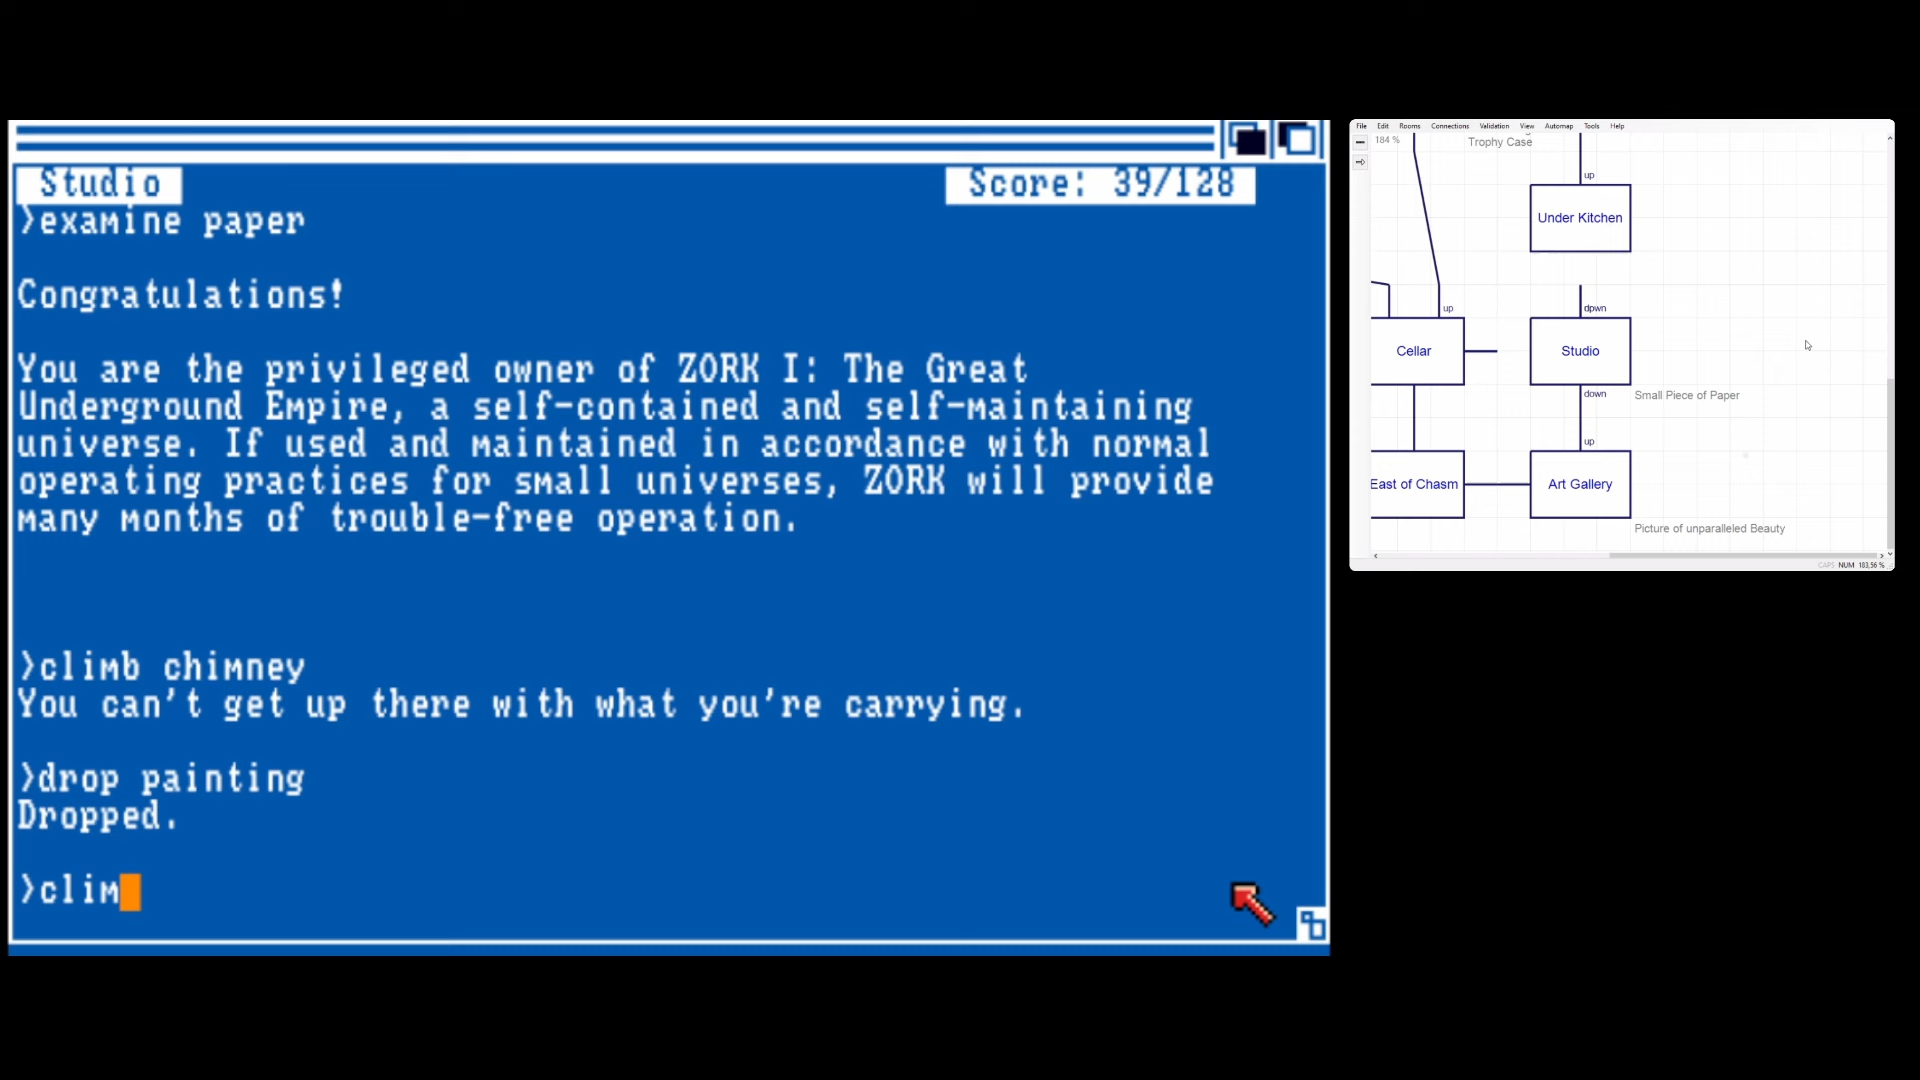 Studio
Score: 39/128
>examine paper
Congratulations!
You are the privileged owner of ZORK I: The Great
Underground Empire, a self-contained and self-maintaining
universe. If used and maintained in accordance with normal
operating practices for small universes, ZORK will provide
many months of trouble-free operation.
>climb chimney
You can't get up there with what you're carrying.
>drop painting
Dropped.
>clim
File Edit Rooms Connections Validation View Automap Tools Help
184 %
Trophy Case
up
Under Kitchen
up
dpwn
Cellar
Studio
down
Small Piece of Paper
up
East of Chasm
Art Gallery
Picture of unparalleled Beauty
CAPS NUM 183,56 %